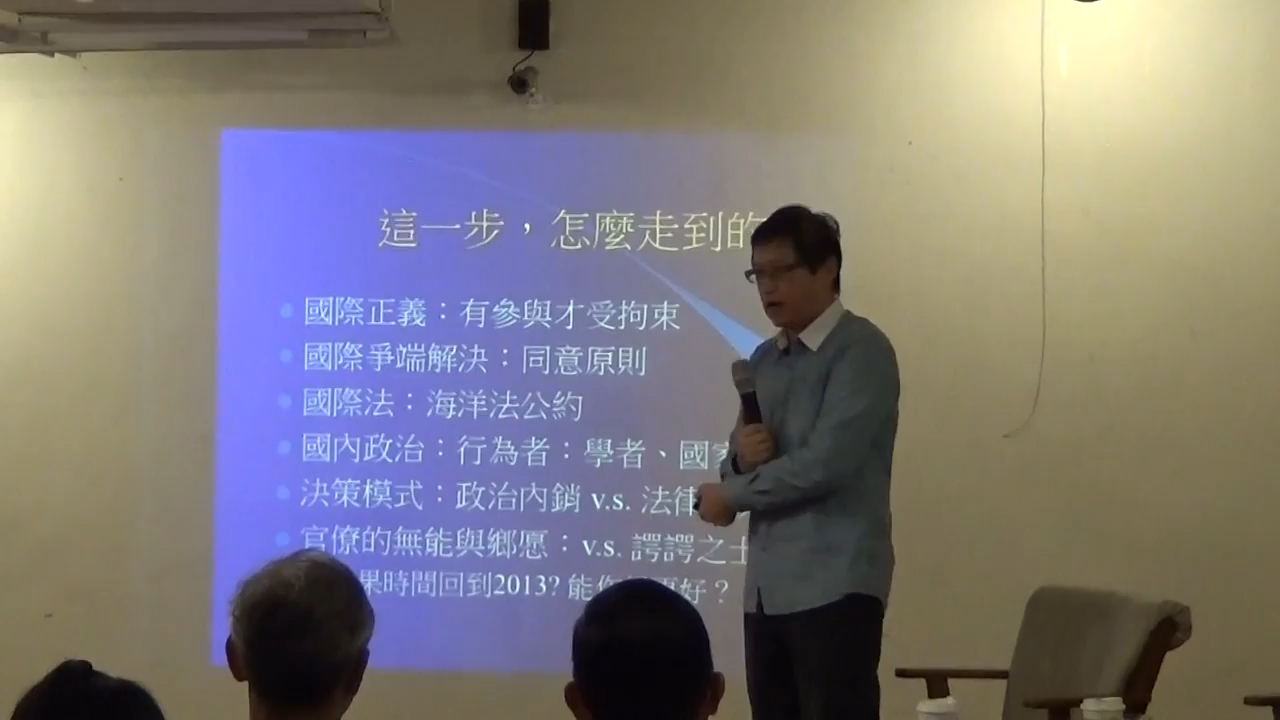 這一步，怎麼走到的
國際正義：有參與才受拘束
國際爭端解決：同意原則
國際法：海洋法公約
國內政治：行為者：學者、國家
決策模式：政治內銷 v.s. 法律
官僚的無能與鄉愿：v.s. 諤諤之士
果時間回到2013? 能 好？